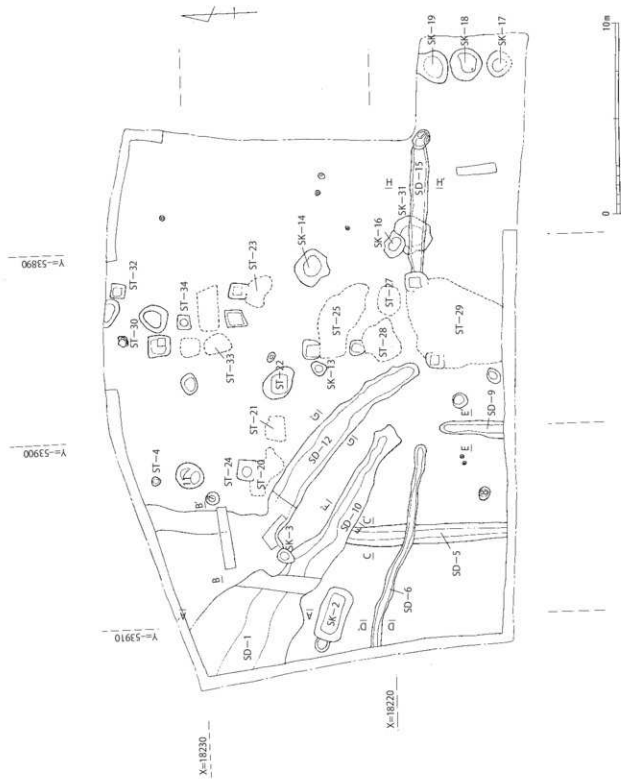 SK-19
SK-18
SK-17
10m
0
SD-15
H
H'
SK-31
SK-16
SK-14
Y=-53890
ST-32
ST-30
ST-34
ST-23
ST-33
ST-25
ST-27
ST-28
ST-29
SK-13
ST-22
ST-21
ST-24
ST-20
ST-4
Y=-53900
SD-12
G
G'
SD-9
E
E'
SD-10
F
F'
SK-3
B
B'
C
C'
SD-5
SD-6
D
D'
SK-2
A
A'
SD-1
Y=-53910
X=18230
X=18220